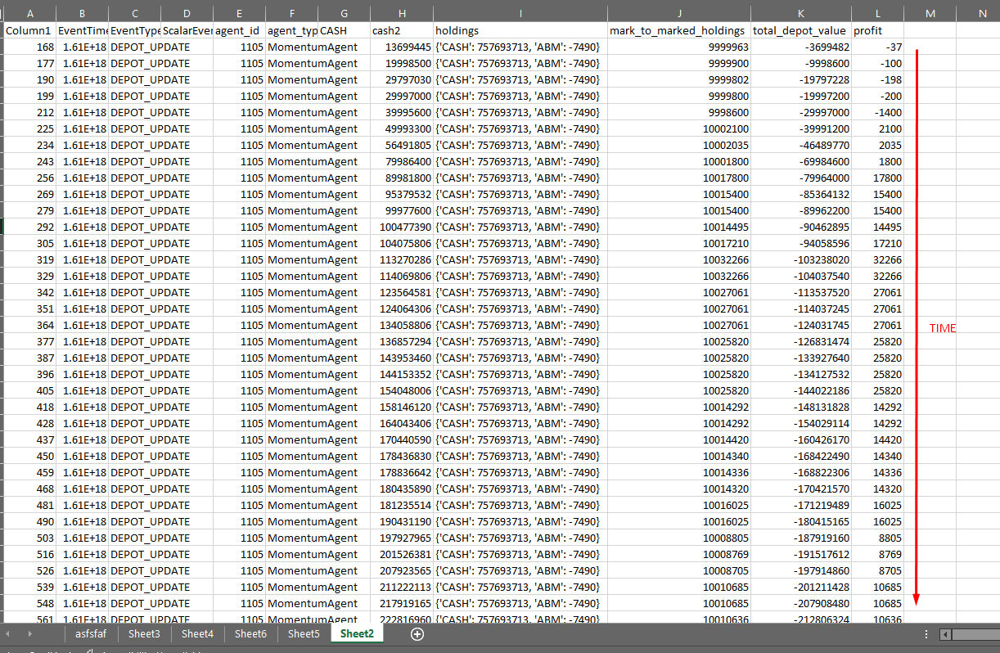 A B C D E F G H I J K L M N
Column1 EventTime EventType ScalarEven agent_id agent_typ CASH cash2 holdings mark_to_marked_holdings total_depot_value profit
168 1.61E+18 DEPOT_UPDATE 1105 MomentumAgent 13699445 {'CASH': 757693713, 'ABM': -7490} 9999963 -3699482 -37
177 1.61E+18 DEPOT_UPDATE 1105 MomentumAgent 19998500 {'CASH': 757693713, 'ABM': -7490} 9999900 -9998600 -100
190 1.61E+18 DEPOT_UPDATE 1105 MomentumAgent 29797030 {'CASH': 757693713, 'ABM': -7490} 9999802 -19797228 -198
199 1.61E+18 DEPOT_UPDATE 1105 MomentumAgent 29997000 {'CASH': 757693713, 'ABM': -7490} 9999800 -19997200 -200
212 1.61E+18 DEPOT_UPDATE 1105 MomentumAgent 39995600 {'CASH': 757693713, 'ABM': -7490} 9998600 -29997000 -1400
225 1.61E+18 DEPOT_UPDATE 1105 MomentumAgent 49993300 {'CASH': 757693713, 'ABM': -7490} 10002100 -39991200 2100
234 1.61E+18 DEPOT_UPDATE 1105 MomentumAgent 56491805 {'CASH': 757693713, 'ABM': -7490} 10002035 -46489770 2035
243 1.61E+18 DEPOT_UPDATE 1105 MomentumAgent 79986400 {'CASH': 757693713, 'ABM': -7490} 10001800 -69984600 1800
256 1.61E+18 DEPOT_UPDATE 1105 MomentumAgent 89981800 {'CASH': 757693713, 'ABM': -7490} 10017800 -79964000 17800
269 1.61E+18 DEPOT_UPDATE 1105 MomentumAgent 95379532 {'CASH': 757693713, 'ABM': -7490} 10015400 -85364132 15400
279 1.61E+18 DEPOT_UPDATE 1105 MomentumAgent 99977600 {'CASH': 757693713, 'ABM': -7490} 10015400 -89962200 15400
292 1.61E+18 DEPOT_UPDATE 1105 MomentumAgent 100477390 {'CASH': 757693713, 'ABM': -7490} 10014495 -90462895 14495
305 1.61E+18 DEPOT_UPDATE 1105 MomentumAgent 104075806 {'CASH': 757693713, 'ABM': -7490} 10017210 -94058596 17210
319 1.61E+18 DEPOT_UPDATE 1105 MomentumAgent 113270286 {'CASH': 757693713, 'ABM': -7490} 10032266 -103238020 32266
329 1.61E+18 DEPOT_UPDATE 1105 MomentumAgent 114069806 {'CASH': 757693713, 'ABM': -7490} 10032266 -104037540 32266
342 1.61E+18 DEPOT_UPDATE 1105 MomentumAgent 123564581 {'CASH': 757693713, 'ABM': -7490} 10027061 -113537520 27061
351 1.61E+18 DEPOT_UPDATE 1105 MomentumAgent 124064306 {'CASH': 757693713, 'ABM': -7490} 10027061 -114037245 27061
364 1.61E+18 DEPOT_UPDATE 1105 MomentumAgent 134058806 {'CASH': 757693713, 'ABM': -7490} 10027061 -124031745 27061
TIME
377 1.61E+18 DEPOT_UPDATE 1105 MomentumAgent 136857294 {'CASH': 757693713, 'ABM': -7490} 10025820 -126831474 25820
387 1.61E+18 DEPOT_UPDATE 1105 MomentumAgent 143953460 {'CASH': 757693713, 'ABM': -7490} 10025820 -133927640 25820
396 1.61E+18 DEPOT_UPDATE 1105 MomentumAgent 144153352 {'CASH': 757693713, 'ABM': -7490} 10025820 -134127532 25820
405 1.61E+18 DEPOT_UPDATE 1105 MomentumAgent 154048006 {'CASH': 757693713, 'ABM': -7490} 10025820 -144022186 25820
418 1.61E+18 DEPOT_UPDATE 1105 MomentumAgent 158146120 {'CASH': 757693713, 'ABM': -7490} 10014292 -148131828 14292
428 1.61E+18 DEPOT_UPDATE 1105 MomentumAgent 164043406 {'CASH': 757693713, 'ABM': -7490} 10014292 -154029114 14292
437 1.61E+18 DEPOT_UPDATE 1105 MomentumAgent 170440590 {'CASH': 757693713, 'ABM': -7490} 10014420 -160426170 14420
450 1.61E+18 DEPOT_UPDATE 1105 MomentumAgent 178436830 {'CASH': 757693713, 'ABM': -7490} 10014340 -168422490 14340
459 1.61E+18 DEPOT_UPDATE 1105 MomentumAgent 178836642 {'CASH': 757693713, 'ABM': -7490} 10014336 -168822306 14336
468 1.61E+18 DEPOT_UPDATE 1105 MomentumAgent 180435890 {'CASH': 757693713, 'ABM': -7490} 10014320 -170421570 14320
481 1.61E+18 DEPOT_UPDATE 1105 MomentumAgent 181235514 {'CASH': 757693713, 'ABM': -7490} 10016025 -171219489 16025
490 1.61E+18 DEPOT_UPDATE 1105 MomentumAgent 190431190 {'CASH': 757693713, 'ABM': -7490} 10016025 -180415165 16025
503 1.61E+18 DEPOT_UPDATE 1105 MomentumAgent 197927965 {'CASH': 757693713, 'ABM': -7490} 10008805 -187919160 8805
516 1.61E+18 DEPOT_UPDATE 1105 MomentumAgent 201526381 {'CASH': 757693713, 'ABM': -7490} 10008769 -191517612 8769
526 1.61E+18 DEPOT_UPDATE 1105 MomentumAgent 207923565 {'CASH': 757693713, 'ABM': -7490} 10008705 -197914860 8705
539 1.61E+18 DEPOT_UPDATE 1105 MomentumAgent 211222113 {'CASH': 757693713, 'ABM': -7490} 10010685 -201211428 10685
548 1.61E+18 DEPOT_UPDATE 1105 MomentumAgent 217919165 {'CASH': 757693713, 'ABM': -7490} 10010685 -207908480 10685
561 1.61E+18 DEPOT_UPDATE 1105 MomentumAgent 222816960 {'CASH': 757693713, 'ABM': -7490} 10010636 -212806324 10636
asfsfaf Sheet3 Sheet4 Sheet6 Sheet5 Sheet2